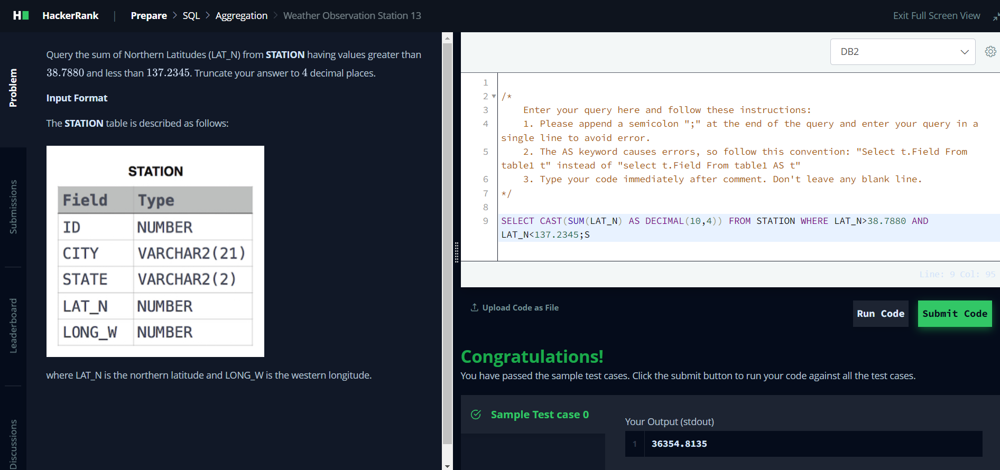 HackerRank | Prepare > SQL > Aggregation > Weather Observation Station 13
Exit Full Screen View
Problem
Submissions
Leaderboard
Discussions
Query the sum of Northern Latitudes (LAT_N) from STATION having values greater than
38.7880 and less than 137.2345. Truncate your answer to 4 decimal places.
Input Format
The STATION table is described as follows:
STATION
Field Type
ID NUMBER
CITY VARCHAR2(21)
STATE VARCHAR2(2)
LAT_N NUMBER
LONG_W NUMBER
where LAT_N is the northern latitude and LONG_W is the western longitude.
DB2
1
2 /*
3     Enter your query here and follow these instructions:
4     1. Please append a semicolon ";" at the end of the query and enter your query in a
single line to avoid error.
5     2. The AS keyword causes errors, so follow this convention: "Select t.Field From
table1 t" instead of "select t.Field From table1 AS t"
6     3. Type your code immediately after comment. Don't leave any blank line.
7 */
8
9 SELECT CAST(SUM(LAT_N) AS DECIMAL(10,4)) FROM STATION WHERE LAT_N>38.7880 AND
LAT_N<137.2345;S
Line: 9 Col: 95
Upload Code as File
Run Code
Submit Code
Congratulations!
You have passed the sample test cases. Click the submit button to run your code against all the test cases.
Sample Test case 0
Your Output (stdout)
1 36354.8135